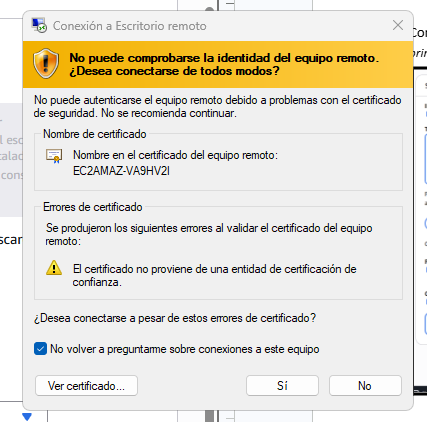 Conexión a Escritorio remoto
No puede comprobarse la identidad del equipo remoto.
¿Desea conectarse de todos modos?
No puede autenticarse el equipo remoto debido a problemas con el certificado
de seguridad. No se recomienda continuar.
Nombre de certificado
Nombre en el certificado del equipo remoto:
EC2AMAZ-VA9HV2I
Errores de certificado
Se produjeron los siguientes errores al validar el certificado del equipo
remoto:
El certificado no proviene de una entidad de certificación de
confianza.
¿Desea conectarse a pesar de estos errores de certificado?
No volver a preguntarme sobre conexiones a este equipo
Ver certificado...
Sí
No